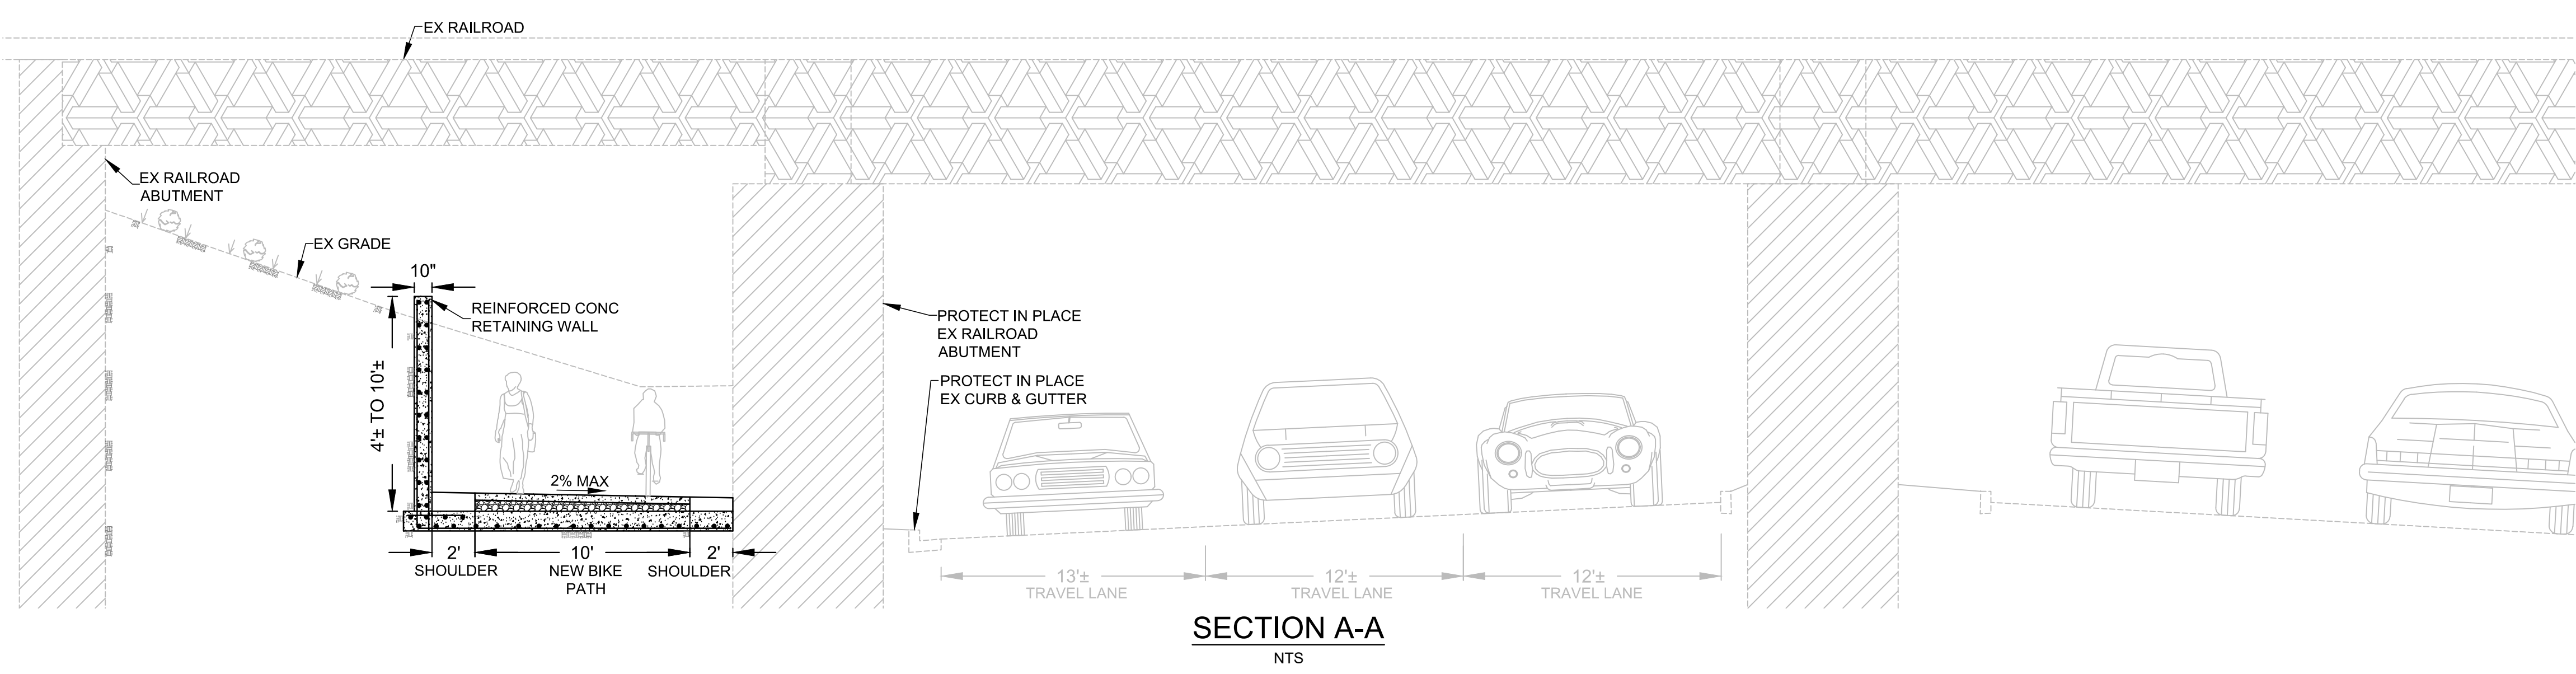 EX RAILROAD
EX RAILROAD
ABUTMENT
EX GRADE
10"
REINFORCED CONC
RETAINING WALL
4'± TO 10'±
2% MAX
2'
SHOULDER
10'
NEW BIKE
PATH
2'
SHOULDER
PROTECT IN PLACE
EX RAILROAD
ABUTMENT
PROTECT IN PLACE
EX CURB & GUTTER
13'±
TRAVEL LANE
12'±
TRAVEL LANE
12'±
TRAVEL LANE
SECTION A-A
NTS